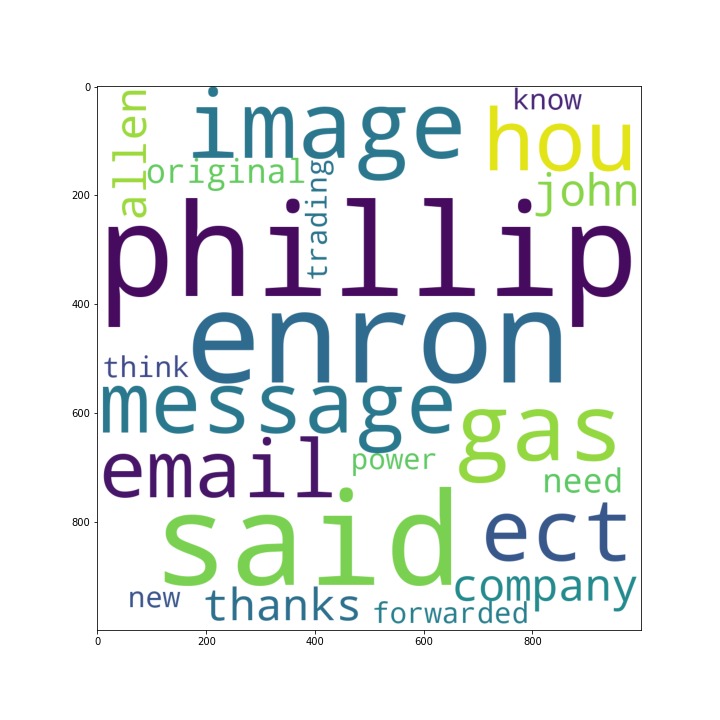 0
200
400
600
800
0
200
400
600
800
allen
image
know
hou
original
trading
john
phillip
enron
think
message
gas
email
power
need
said
ect
company
new
thanks
forwarded